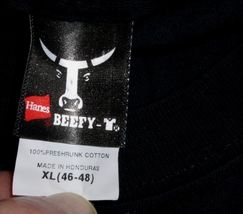 Hanes
BEEFY-T®
100% PRESHRUNK COTTON
MADE IN HONDURAS
XL (46-48)